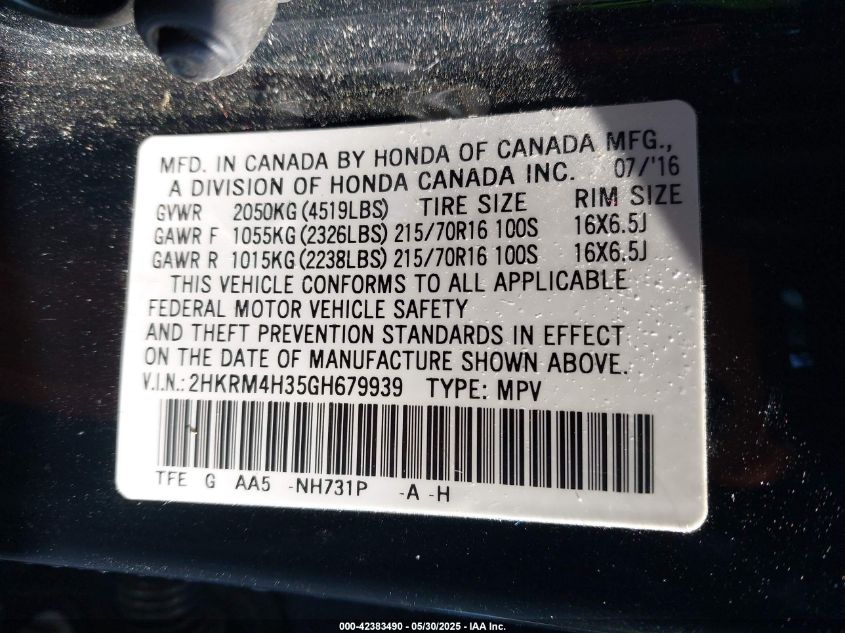 MFD. IN CANADA BY HONDA OF CANADA MFG.,
A DIVISION OF HONDA CANADA INC. 07/'16
GVWR 2050KG (4519LBS) TIRE SIZE RIM SIZE
GAWR F 1055KG (2326LBS) 215/70R16 100S 16X6.5J
GAWR R 1015KG (2238LBS) 215/70R16 100S 16X6.5J
THIS VEHICLE CONFORMS TO ALL APPLICABLE
FEDERAL MOTOR VEHICLE SAFETY
AND THEFT PREVENTION STANDARDS IN EFFECT
ON THE DATE OF MANUFACTURE SHOWN ABOVE.
V.I.N.: 2HKRM4H35GH679939 TYPE: MPV
TFE G AA5 -NH731P -A -H
000-42383490 - 05/30/2025 - IAA Inc.